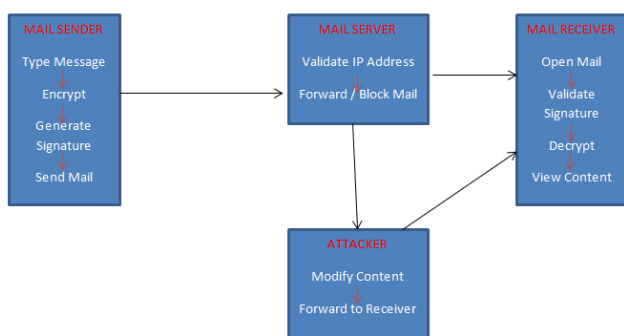 MAIL SENDER
Type Message
Encrypt
Generate
Signature
Send Mail
MAIL SERVER
Validate IP Address
Forward / Block Mail
MAIL RECEIVER
Open Mail
Validate
Signature
Decrypt
View Content
ATTACKER
Modify Content
Forward to Receiver